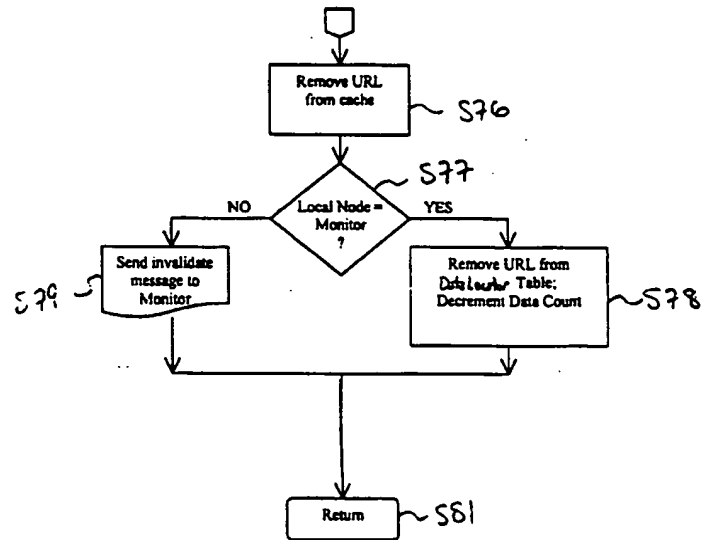 Remove URL
from cache
S76
S77
NO
Local Node =
Monitor
?
YES
Send invalidate
message to
Monitor
S79
Remove URL from
DataLocator Table;
Decrement Data Count
S78
Return
S81